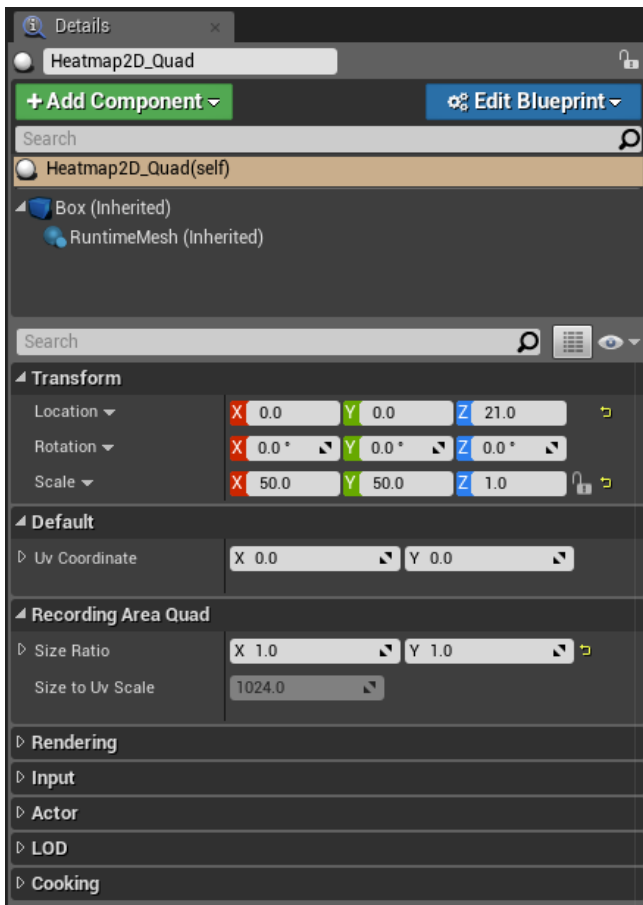 Details
Heatmap2D_Quad
+Add Component Edit Blueprint
Search
Heatmap2D_Quad(self)
Box (Inherited)
RuntimeMesh (Inherited)
Search
Transform
Location X 0.0 Y 0.0 Z 21.0
Rotation X 0.0 ° Y 0.0 ° Z 0.0 °
Scale X 50.0 Y 50.0 Z 1.0
Default
Uv Coordinate X 0.0 Y 0.0
Recording Area Quad
Size Ratio X 1.0 Y 1.0
Size to Uv Scale 1024.0
Rendering
Input
Actor
LOD
Cooking